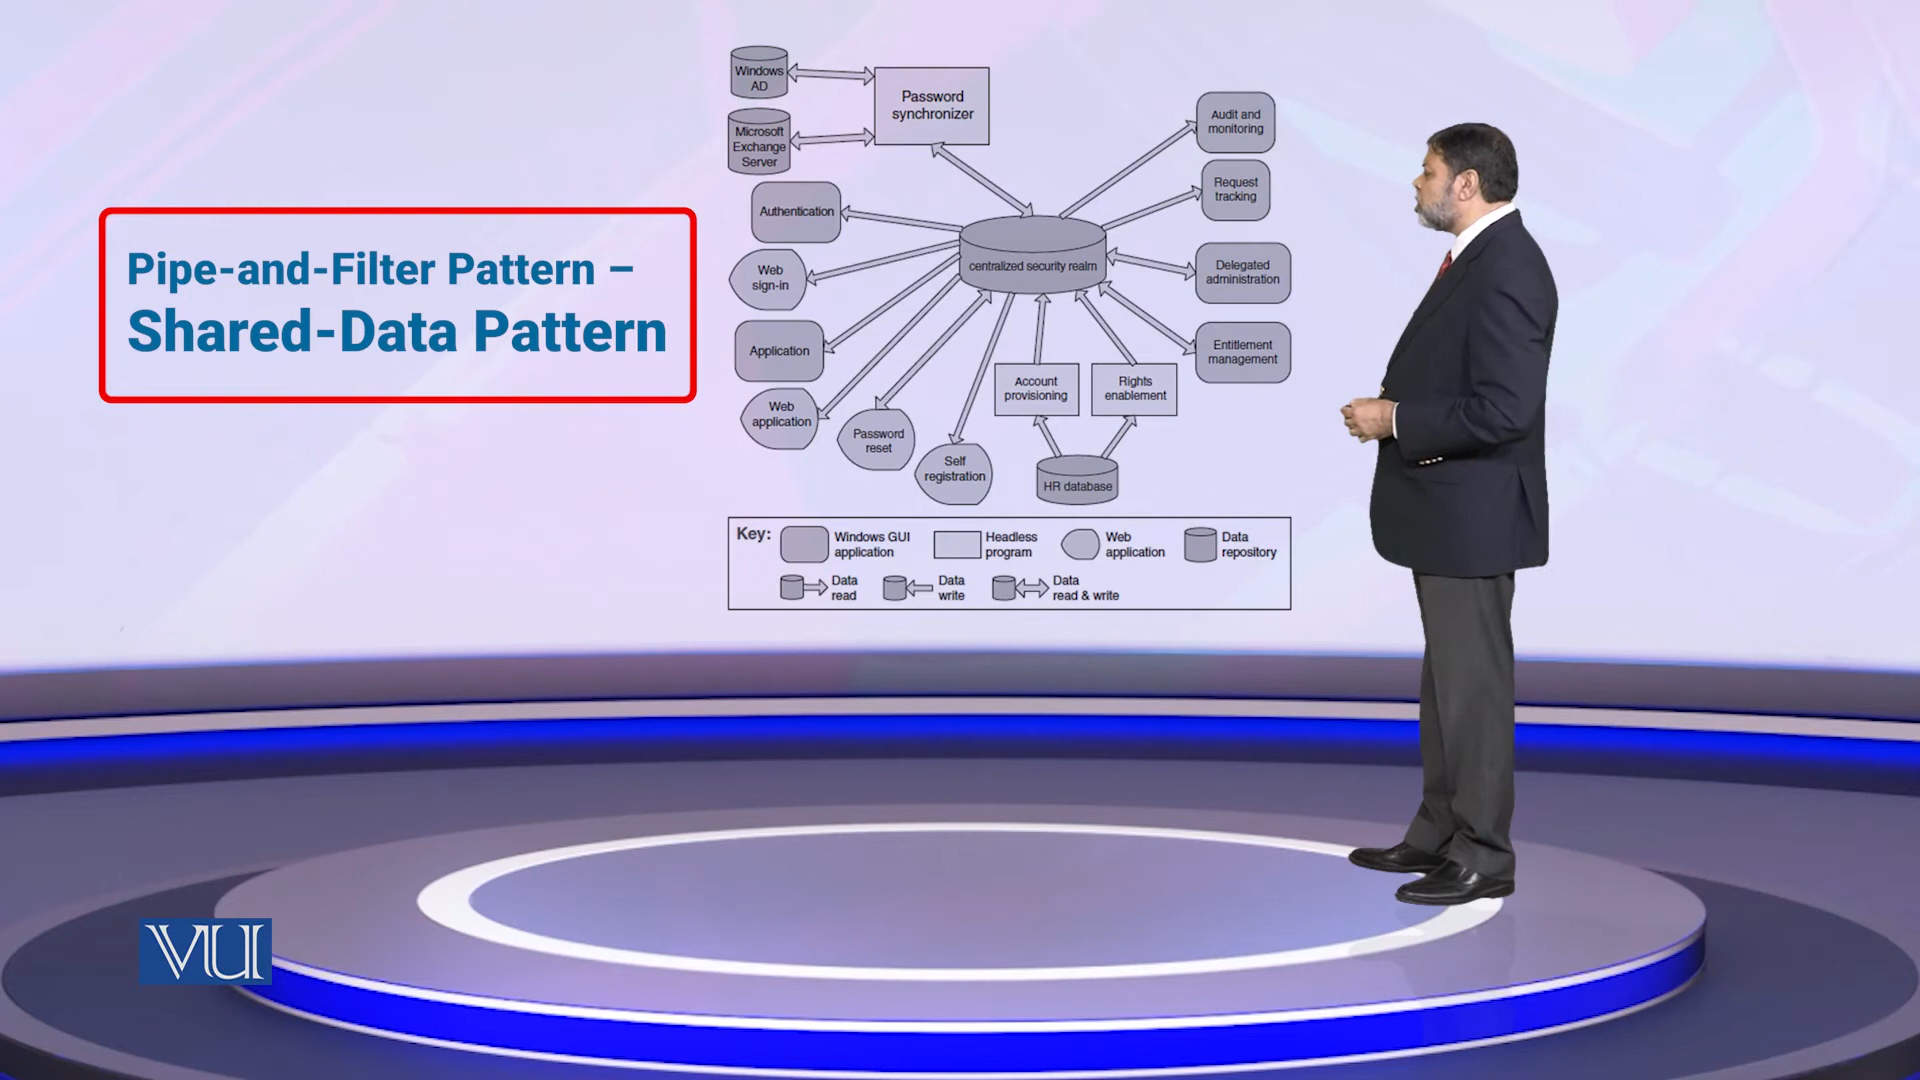 Pipe-and-Filter Pattern –
Shared-Data Pattern
Windows
AD
Password
synchronizer
Microsoft
Exchange
Server
Audit and
monitoring
Request
tracking
Authentication
Web
sign-in
centralized security realm
Delegated
administration
Application
Entitlement
management
Account
provisioning
Rights
enablement
Web
application
Password
reset
Self
registration
HR database
Key:
Windows GUI
application
Headless
program
Web
application
Data
repository
Data
read
Data
write
Data
read & write
VU